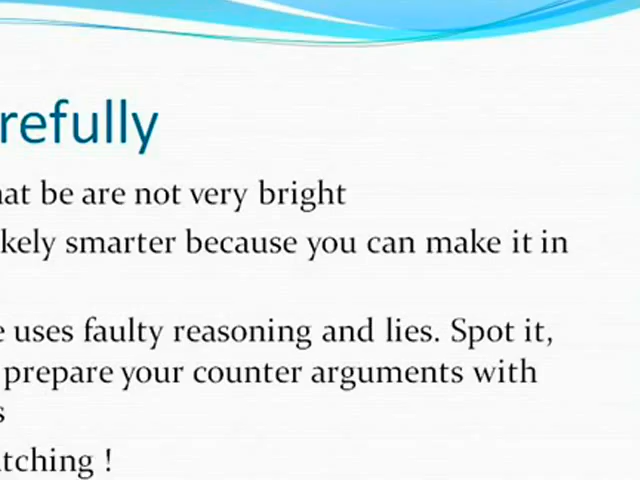 refully
hat be are not very bright
kely smarter because you can make it in
e uses faulty reasoning and lies. Spot it,
prepare your counter arguments with
s
tching !